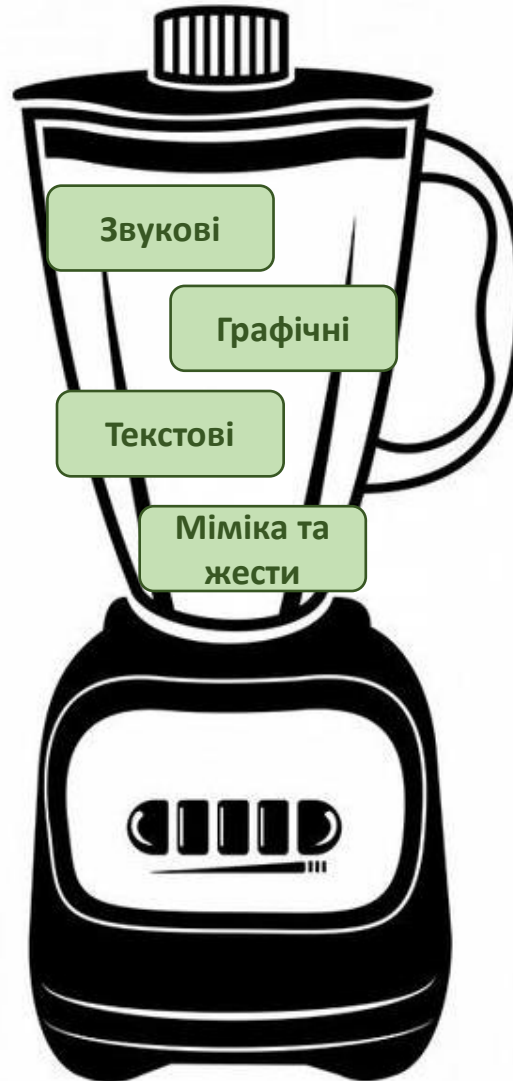 Звукові
Графічні
Текстові
Міміка та
жести